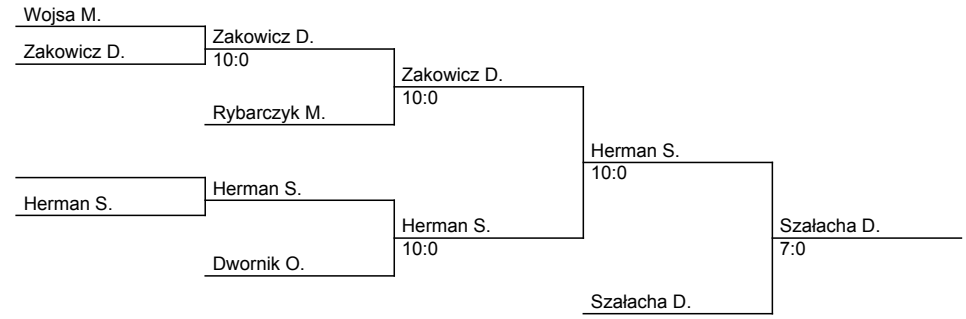 Wojsa M.
Zakowicz D.
Zakowicz D.
10:0
Zakowicz D.
10:0
Rybarczyk M.
Herman S.
10:0
Herman S.
Herman S.
Herman S.
10:0
Szałacha D.
7:0
Dwornik O.
Szałacha D.